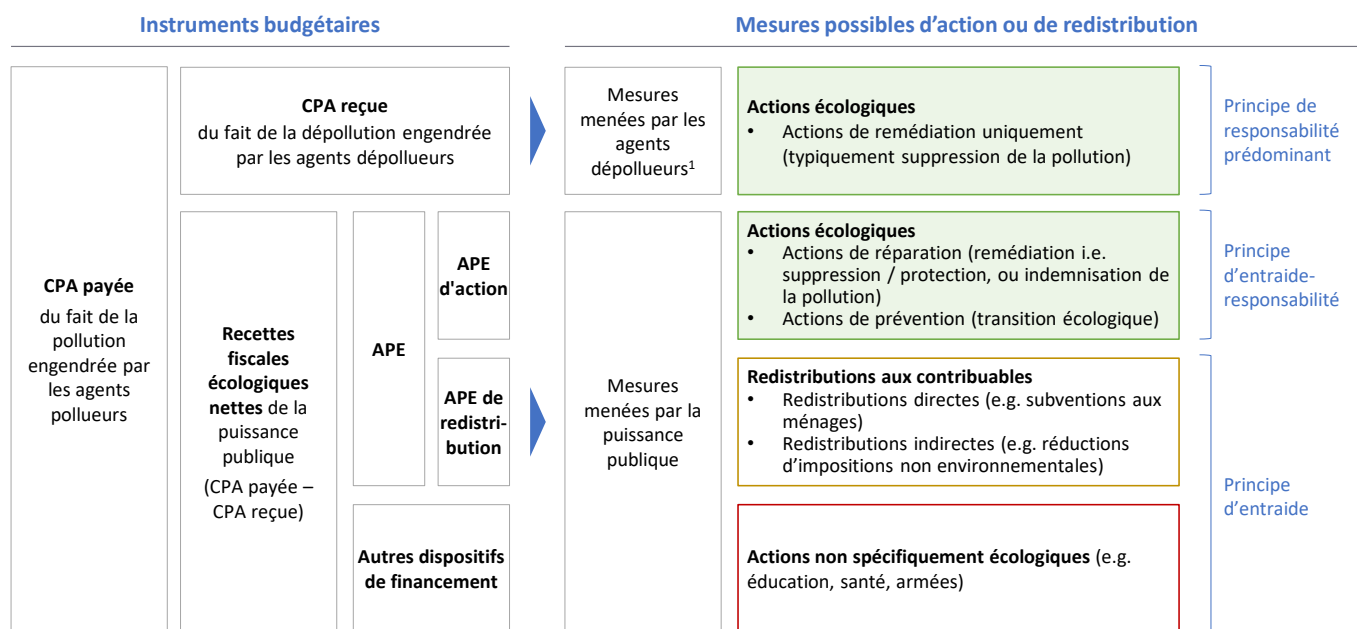 Instruments budgétaires
Mesures possibles d’action ou de redistribution
CPA payée
du fait de la
pollution
engendrée par
les agents
pollueurs
CPA reçue
du fait de la dépollution engendrée
par les agents dépollueurs
Mesures
menées par les
agents
dépollueurs¹
Actions écologiques
• Actions de remédiation uniquement
(typiquement suppression de la pollution)
Principe de
responsabilité
prédominant
Recettes
fiscales
écologiques
nettes de la
puissance
publique
(CPA payée –
CPA reçue)
APE
APE
d'action
APE de
redistri-
bution
Autres dispositifs
de financement
Mesures
menées par la
puissance
publique
Actions écologiques
• Actions de réparation (remédiation i.e.
suppression / protection, ou indemnisation de
la pollution)
• Actions de prévention (transition écologique)
Principe
d’entraide-
responsabilité
Redistributions aux contribuables
• Redistributions directes (e.g. subventions aux
ménages)
• Redistributions indirectes (e.g. réductions
d’impositions non environnementales)
Actions non spécifiquement écologiques (e.g.
éducation, santé, armées)
Principe
d’entraide